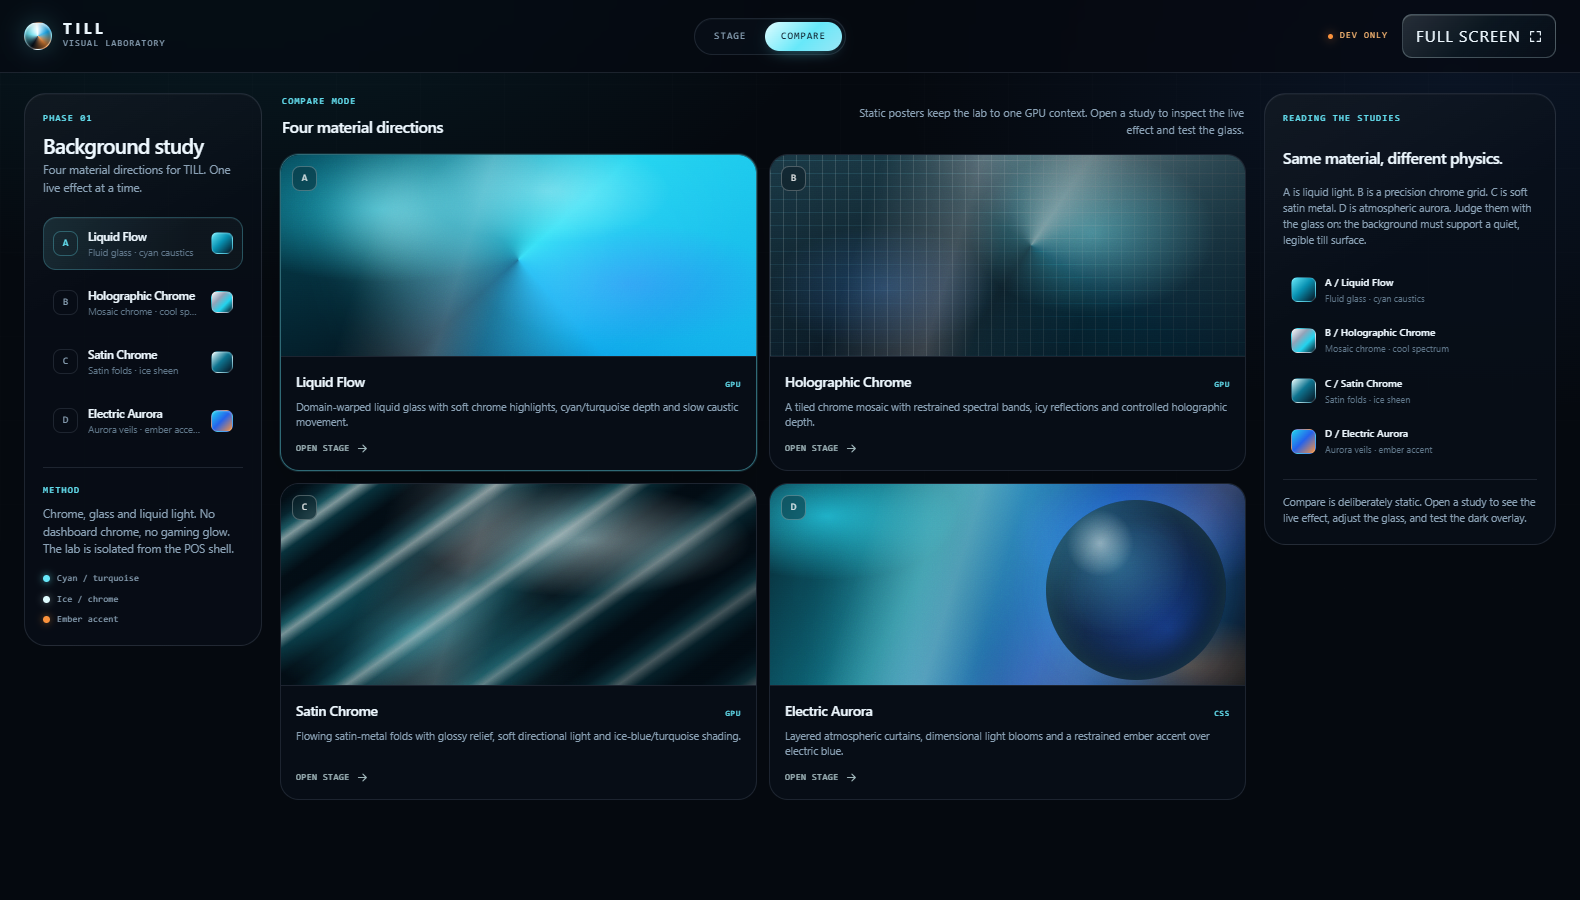 TILL
VISUAL LABORATORY
STAGE
COMPARE
DEV ONLY
FULL SCREEN
PHASE 01
Background study
Four material directions for TILL. One
live effect at a time.
A
Liquid Flow
Fluid glass · cyan caustics
B
Holographic Chrome
Mosaic chrome · cool sp...
C
Satin Chrome
Satin folds · ice sheen
D
Electric Aurora
Aurora veils · ember acce...
METHOD
Chrome, glass and liquid light. No
dashboard chrome, no gaming glow.
The lab is isolated from the POS shell.
Cyan / turquoise
Ice / chrome
Ember accent
COMPARE MODE
Four material directions
Static posters keep the lab to one GPU context. Open a study to inspect the live
effect and test the glass.
A
Liquid Flow
GPU
Domain-warped liquid glass with soft chrome highlights, cyan/turquoise depth and slow caustic
movement.
OPEN STAGE
B
Holographic Chrome
GPU
A tiled chrome mosaic with restrained spectral bands, icy reflections and controlled holographic
depth.
OPEN STAGE
C
Satin Chrome
GPU
Flowing satin-metal folds with glossy relief, soft directional light and ice-blue/turquoise shading.
OPEN STAGE
D
Electric Aurora
CSS
Layered atmospheric curtains, dimensional light blooms and a restrained ember accent over
electric blue.
OPEN STAGE
READING THE STUDIES
Same material, different physics.
A is liquid light. B is a precision chrome grid. C is soft
satin metal. D is atmospheric aurora. Judge them with
the glass on: the background must support a quiet,
legible till surface.
A / Liquid Flow
Fluid glass · cyan caustics
B / Holographic Chrome
Mosaic chrome · cool spectrum
C / Satin Chrome
Satin folds · ice sheen
D / Electric Aurora
Aurora veils · ember accent
Compare is deliberately static. Open a study to see the
live effect, adjust the glass, and test the dark overlay.